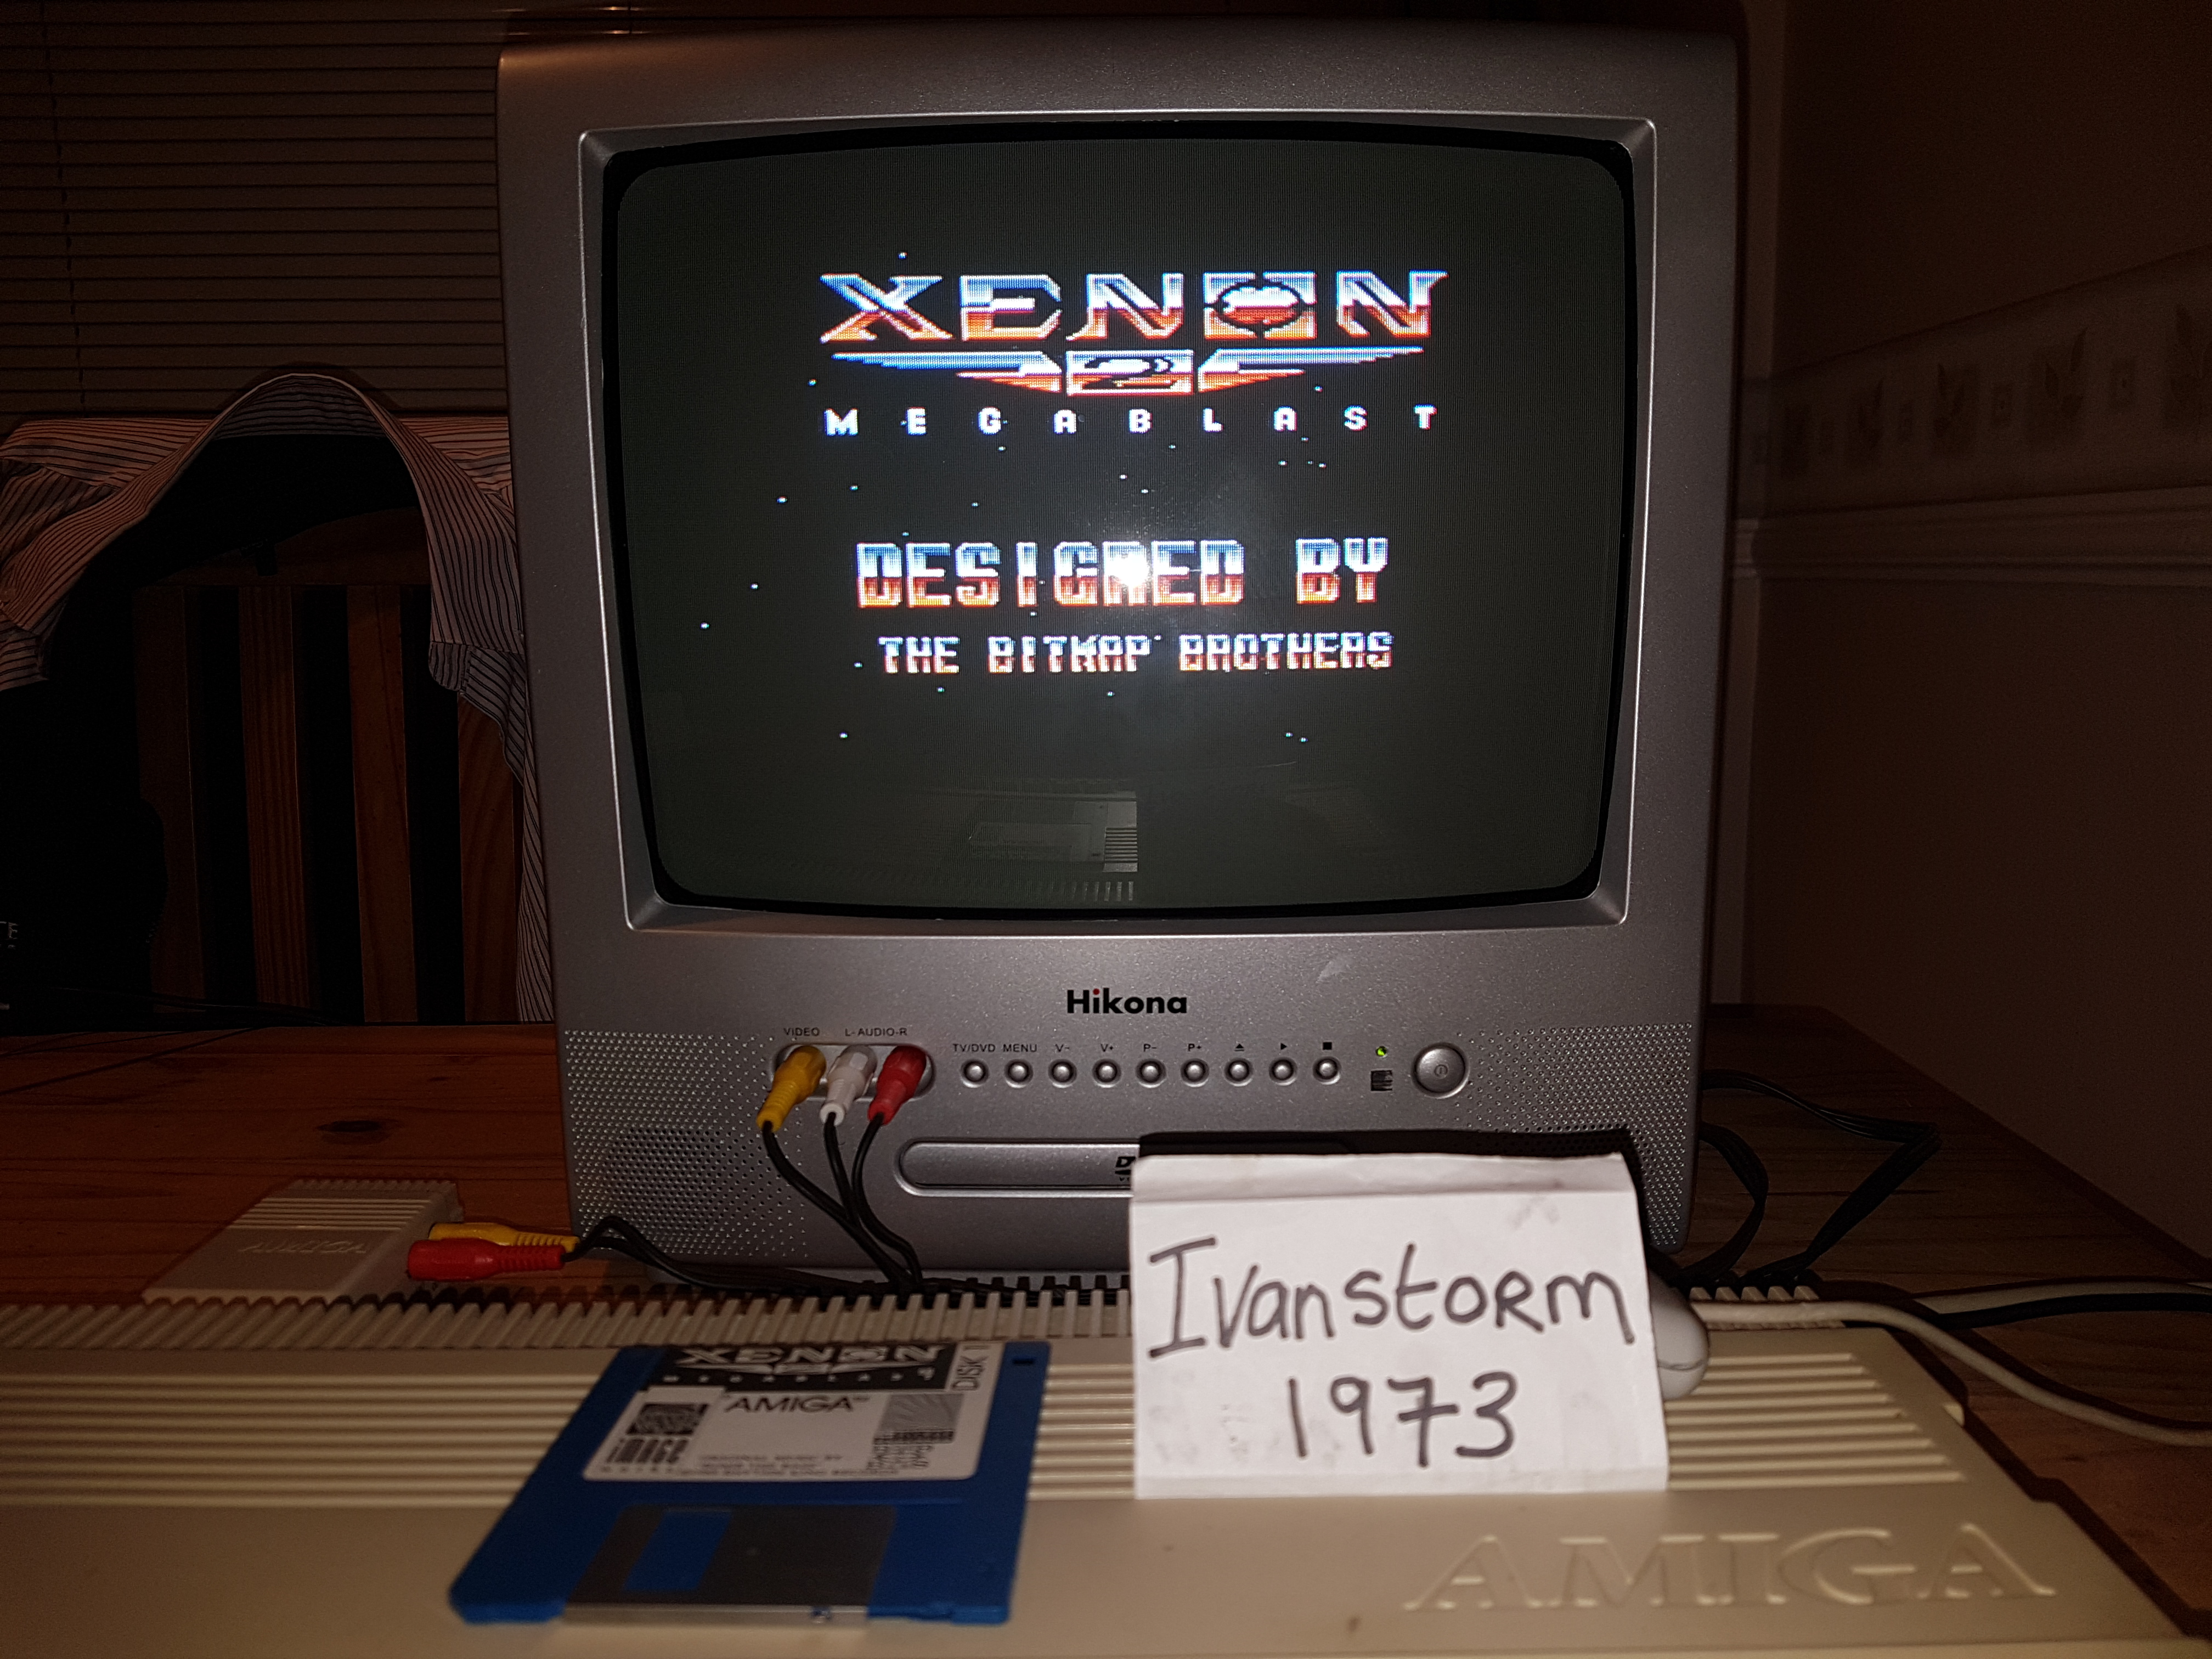 XENON
2
MEGABLAST
DESIGNED BY
THE BITMAP BROTHERS
Hikona
VIDEO L-AUDIO-R
TV/DVD MENU V- V+ P- P+
AMIGA
XENON
MEGABLAST
DISK 1
AMIGA
Ivanstorm
1973
AMIGA